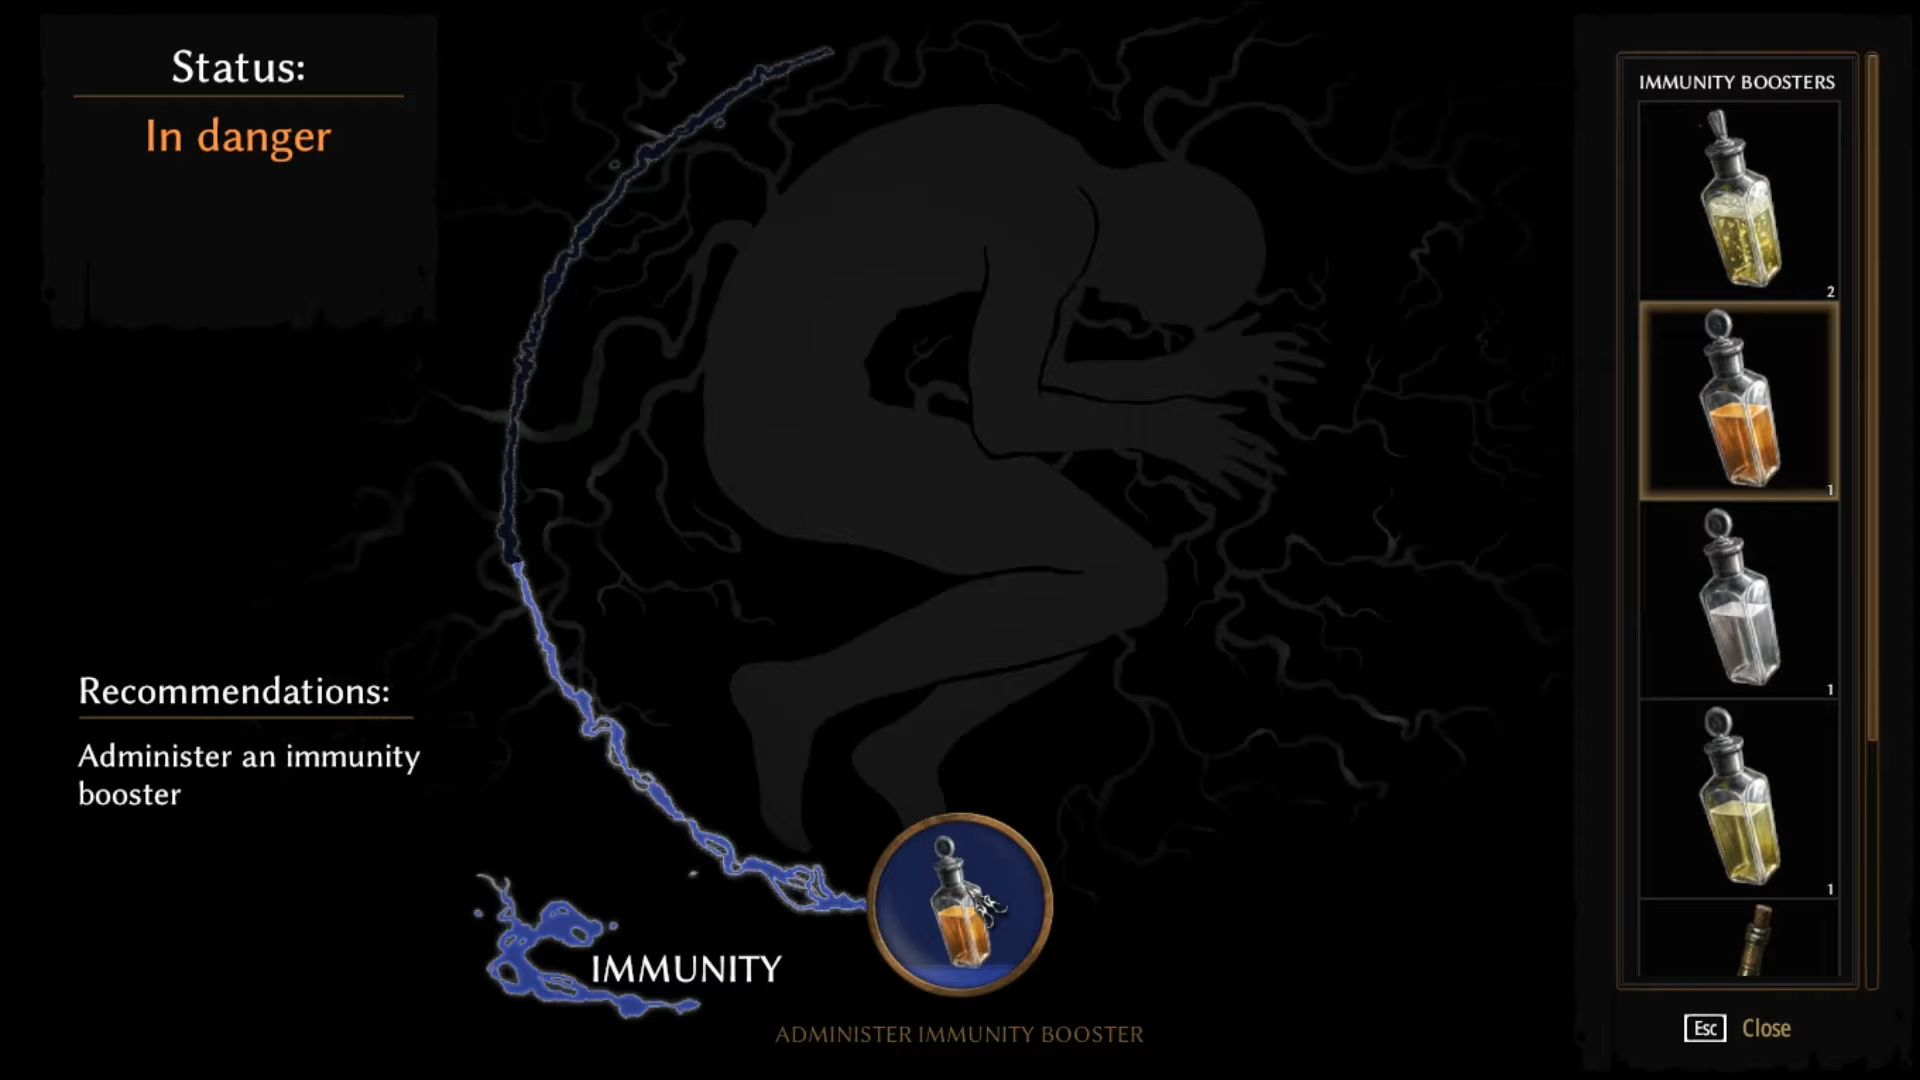 Status:
In danger
Recommendations:
Administer an immunity
booster
IMMUNITY
ADMINISTER IMMUNITY BOOSTER
IMMUNITY BOOSTERS
2
1
1
1
Esc Close